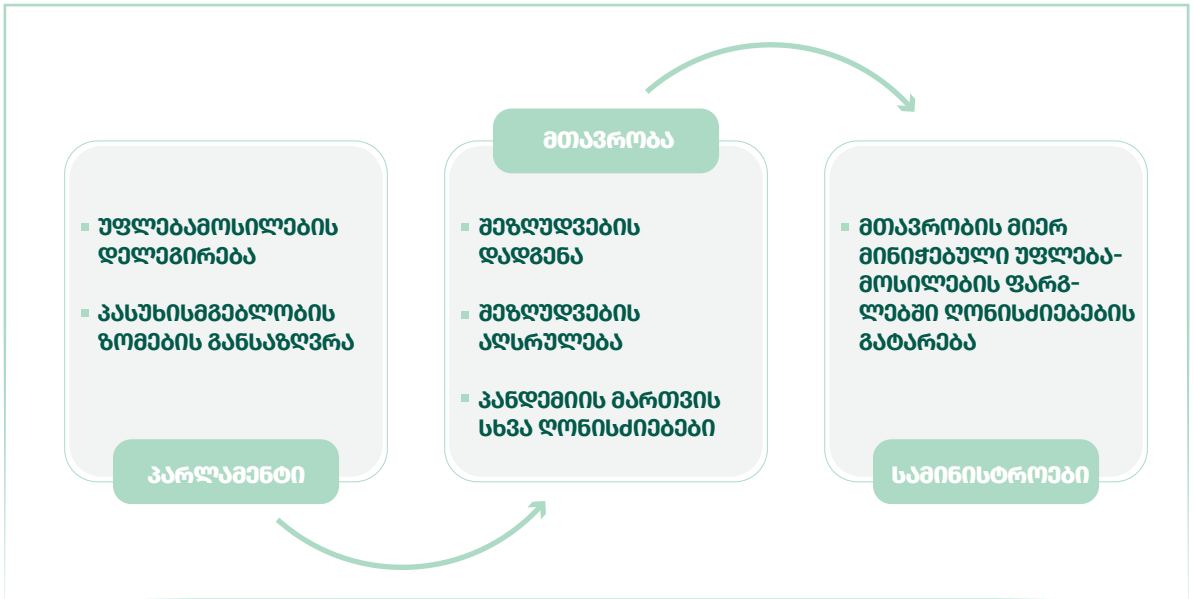 უფლებამოსილების
დელეგირება
პასუხისმგებლობის
ზომების განსაზღვრა
პარლამენტი
მთავრობა
შეზღუდვების
დადგენა
შეზღუდვების
აღსრულება
პანდემიის მართვის
სხვა ღონისძიებები
მთავრობის მიერ
მინიჭებული უფლება-
მოსილების ფარგ-
ლებში ღონისძიებების
გატარება
სამინისტროები